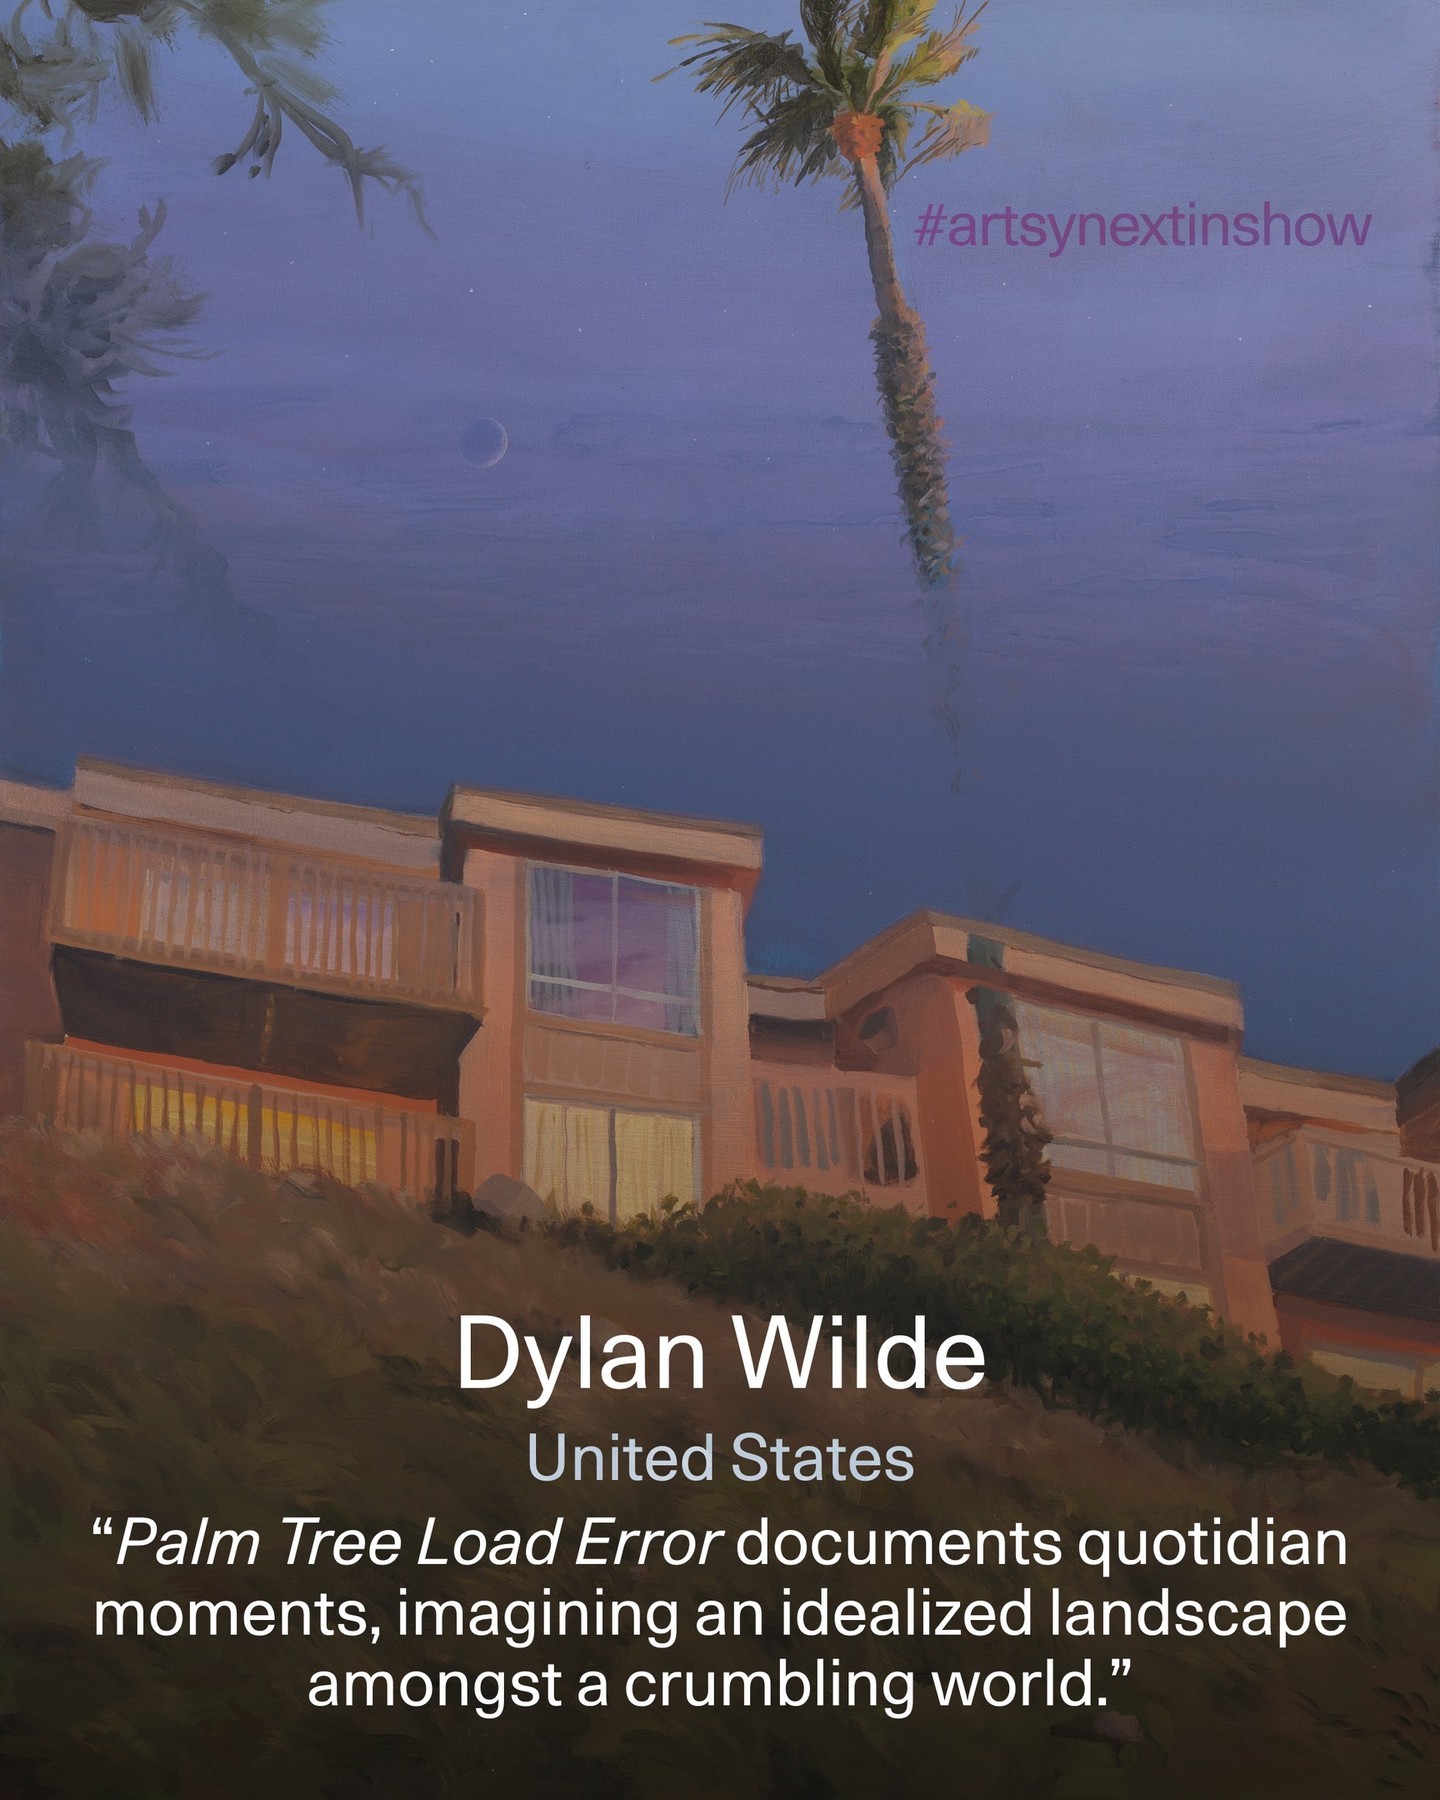 #artsynextinshow
Dylan Wilde
United States
“Palm Tree Load Error documents quotidian
moments, imagining an idealized landscape
amongst a crumbling world.”